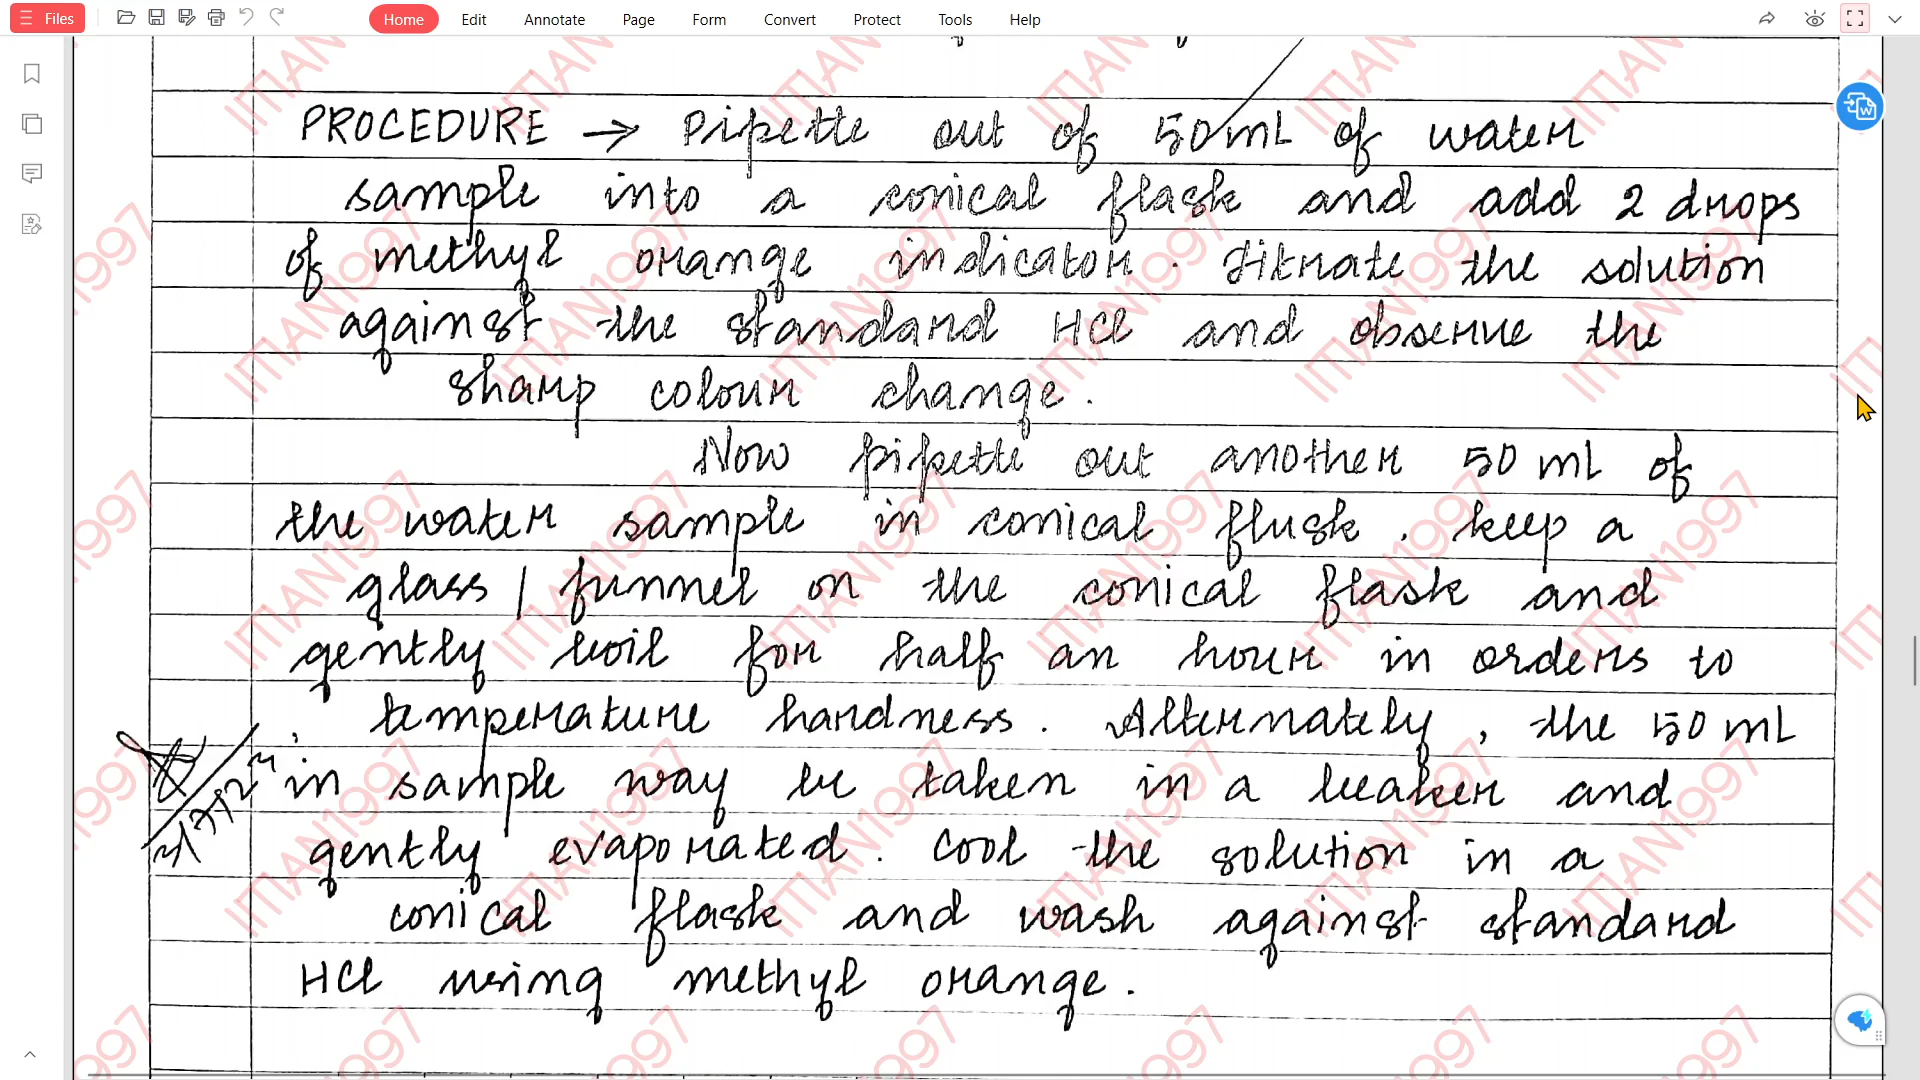 Files Home Edit Annotate Page Form Convert Protect Tools Help
PROCEDURE → Pipette out of 50 mL of water
sample into a conical flask and add 2 drops
of methyl orange indicator. Titrate the solution
against the standard HCl and observe the
sharp colour change.
Now pipette out another 50 mL of
the water sample in conical flusk. keep a
glass / funnel on the conical flask and
gently boil for half an hour in orders to
temperature hardness. Alternately, the 50 mL
in sample way be taken in a beaker and
gently evaporated. Cool the solution in a
conical flask and wash against standard
HCl using methyl orange.
IMAN1997